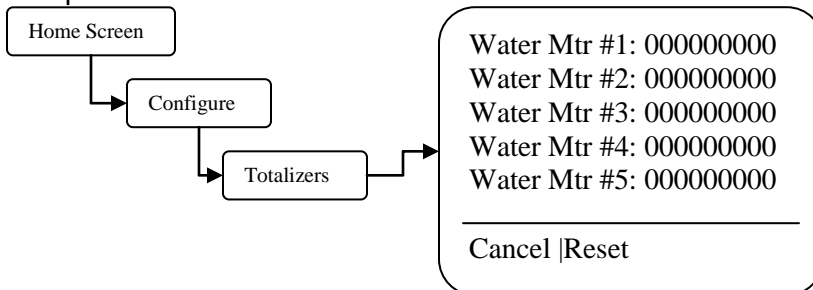 Home Screen
Configure
Totalizers
Water Mtr #1: 000000000
Water Mtr #2: 000000000
Water Mtr #3: 000000000
Water Mtr #4: 000000000
Water Mtr #5: 000000000
Cancel |Reset